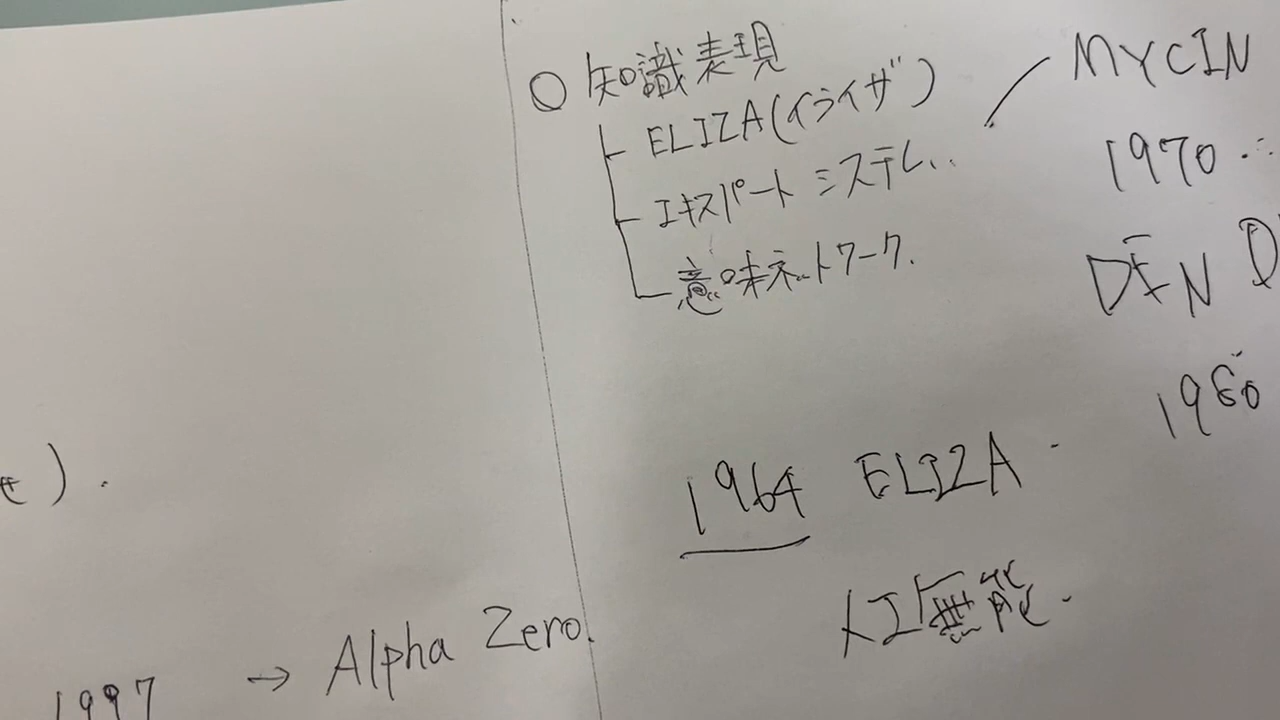 ○ 知識表現
ELIZA(イライザ)
エキスパートシステム..
意味ネットワーク.
MYCIN
1970
DEN
1980
1964 ELIZA
人工無能.
).
1997 → Alpha Zero.